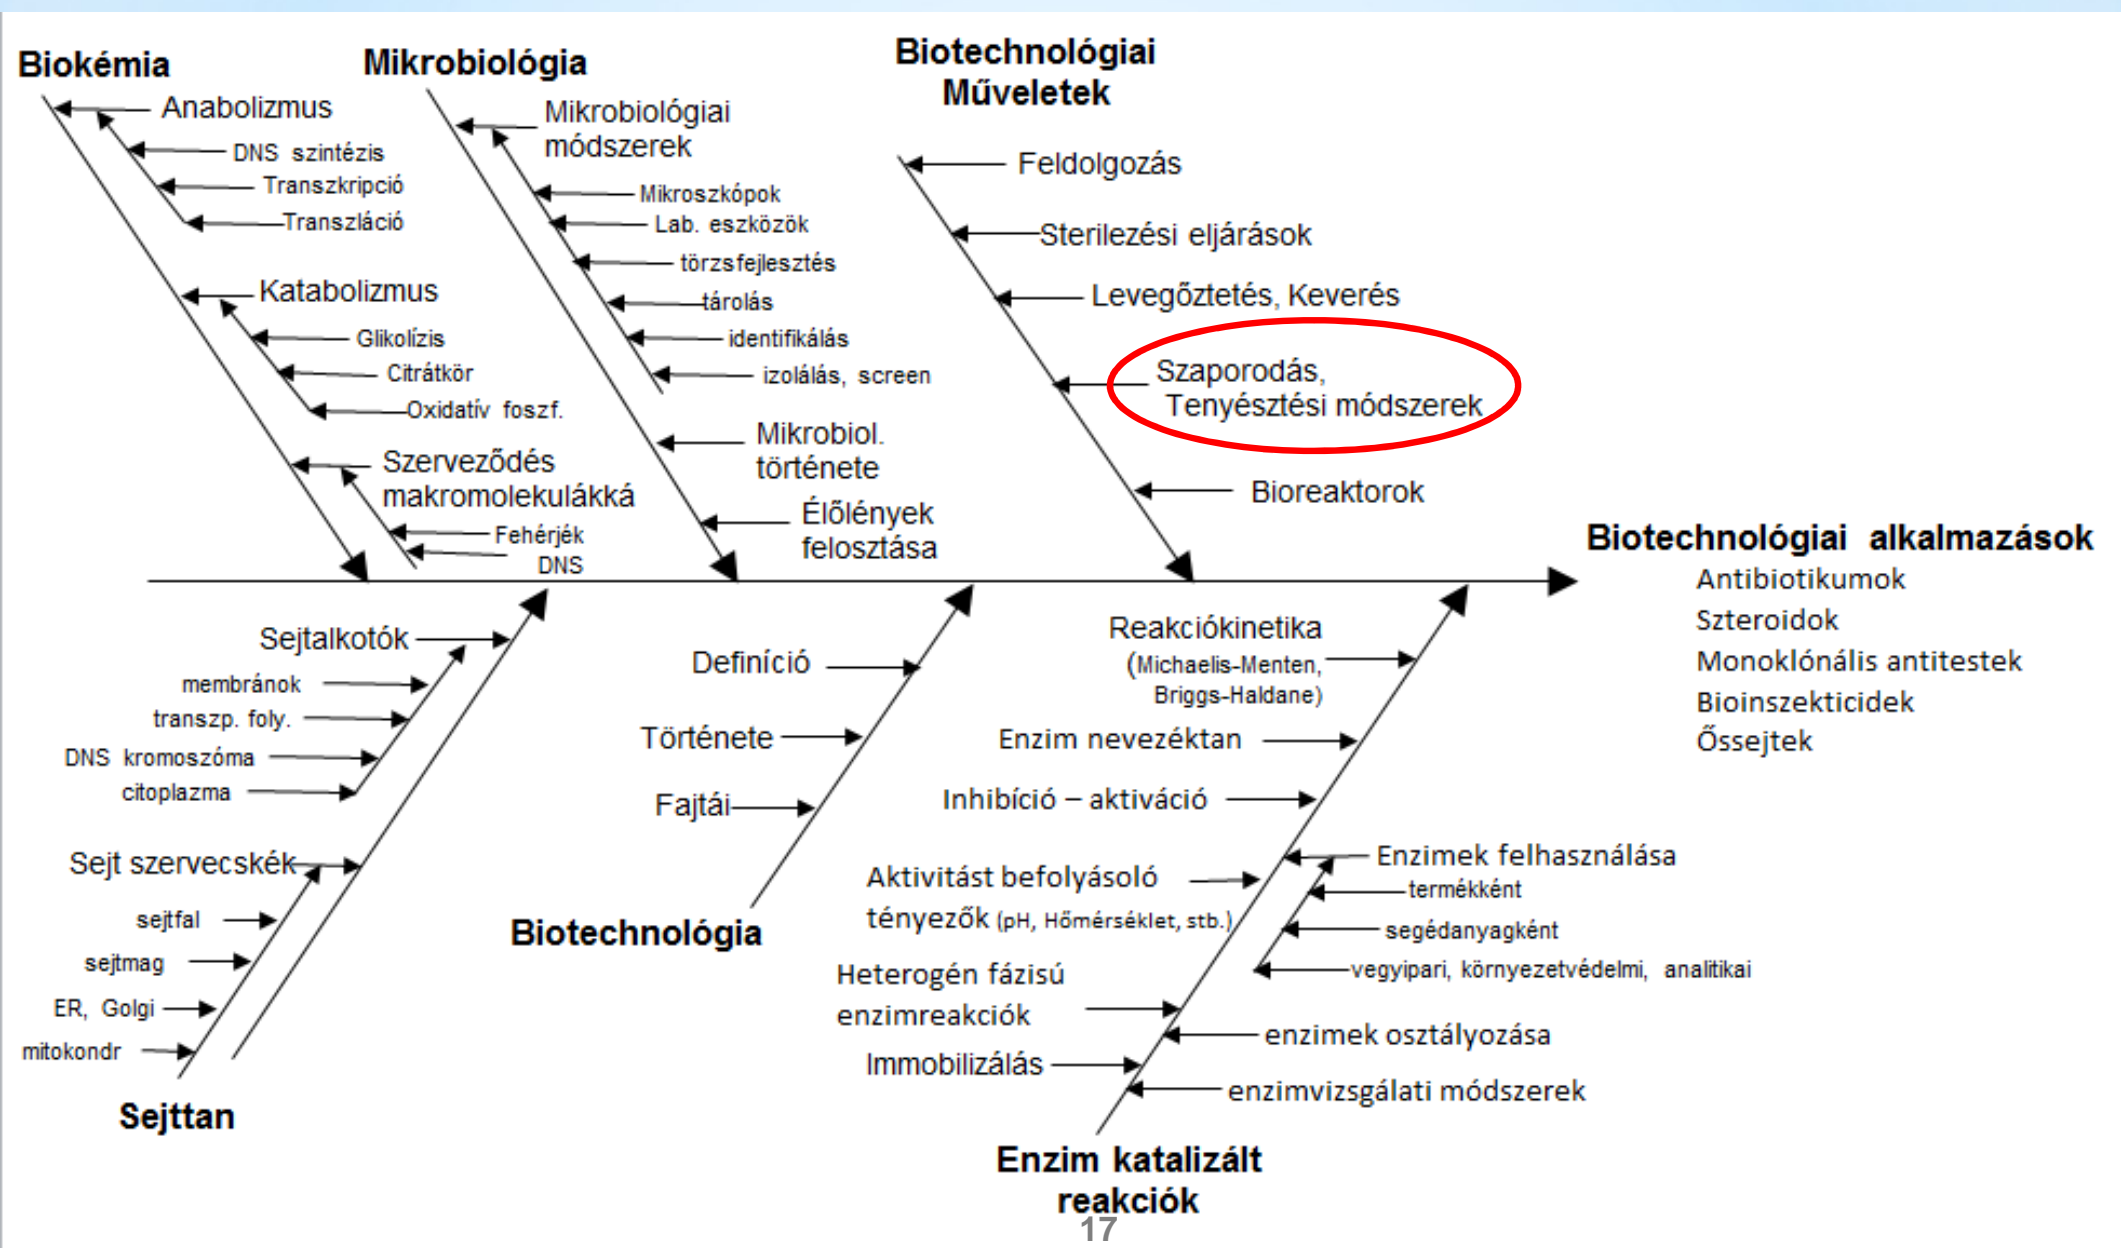 Biokémia
Anabolizmus
DNS szintézis
Transzkripció
Transzláció
Katabolizmus
Glikolízis
Citrátkör
Oxidatív foszf.
Szerveződés
makromolekulákká
Fehérjék
DNS
Mikrobiológia
Mikrobiológiai
módszerek
Mikroszkópok
Lab. eszközök
törzsfejlesztés
tárolás
identifikálás
izolálás, screen
Mikrobiol.
története
Élőlények
felosztása
Biotechnológiai
Műveletek
Feldolgozás
Sterilezési eljárások
Levegőztetés, Keverés
Szaporodás,
Tenyésztési módszerek
Bioreaktorok
Biotechnológiai alkalmazások
Antibiotikumok
Szteroidok
Monoklónális antitestek
Bioinszekticidek
Őssejtek
Sejtalkotók
membránok
transzp. foly.
DNS kromoszóma
citoplazma
Sejt szervecskék
sejtfal
sejtmag
ER, Golgi
mitokondr
Sejttan
Definíció
Története
Fajtái
Biotechnológia
Reakciókinetika
(Michaelis-Menten,
Briggs-Haldane)
Enzim nevezéktan
Inhibíció – aktiváció
Aktivitást befolyásoló
tényezők (pH, Hőmérséklet, stb.)
Heterogén fázisú
enzimreakciók
Immobilizálás
Enzimek felhasználása
termékként
segédanyagként
vegyipari, környezetvédelmi, analitikai
enzimek osztályozása
enzimvizsgálati módszerek
Enzim katalizált
reakciók
17